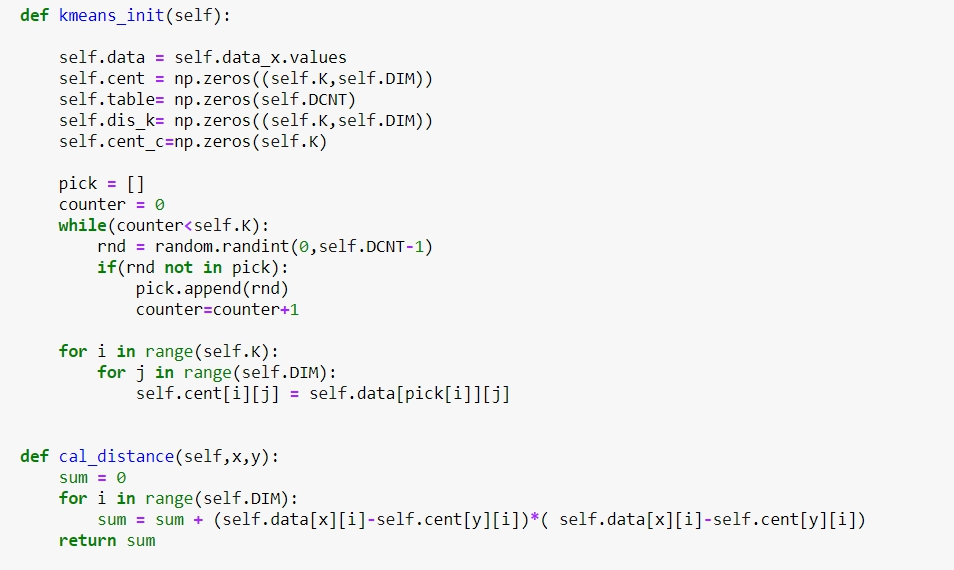 def kmeans_init(self):
    self.data = self.data_x.values
    self.cent = np.zeros((self.K,self.DIM))
    self.table= np.zeros(self.DCNT)
    self.dis_k= np.zeros((self.K,self.DIM))
    self.cent_c=np.zeros(self.K)
    pick = []
    counter = 0
    while(counter<self.K):
        rnd = random.randint(0,self.DCNT-1)
        if(rnd not in pick):
            pick.append(rnd)
            counter=counter+1
    for i in range(self.K):
        for j in range(self.DIM):
            self.cent[i][j] = self.data[pick[i]][j]
def cal_distance(self,x,y):
    sum = 0
    for i in range(self.DIM):
        sum = sum + (self.data[x][i]-self.cent[y][i])*( self.data[x][i]-self.cent[y][i])
    return sum